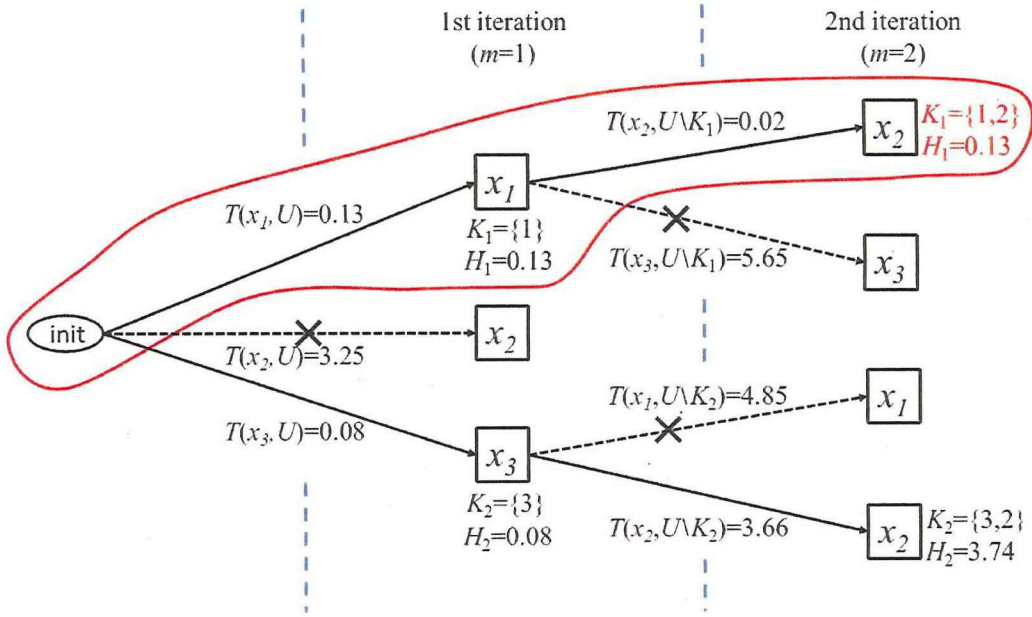 1st iteration
(m=1)
2nd iteration
(m=2)
T(x₂,U\K₁)=0.02
x₂
K₁={1,2}
H₁=0.13
x₁
T(x₁,U)=0.13
K₁={1}
H₁=0.13
T(x₃,U\K₁)=5.65
x₃
init
x₂
T(x₂,U)=3.25
T(x₁,U\K₂)=4.85
x₁
T(x₃,U)=0.08
x₃
K₂={3}
H₂=0.08
T(x₂,U\K₂)=3.66
x₂
K₂={3,2}
H₂=3.74